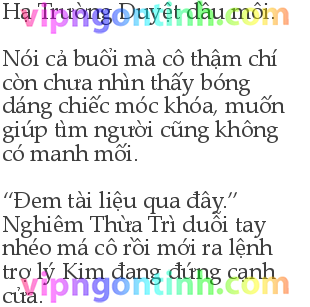 Hạ Trường Duyệt dẩu môi.
Nói cả buổi mà cô thậm chí
còn chưa nhìn thấy bóng
dáng chiếc móc khóa, muốn
giúp tìm người cũng không
có manh mối.
“Đem tài liệu qua đây.”
Nghiêm Thừa Trì duỗi tay
nhéo má cô rồi mới ra lệnh
trợ lý Kim đang đứng cạnh
cửa.
vipngontinh.com
vipngontinh.com